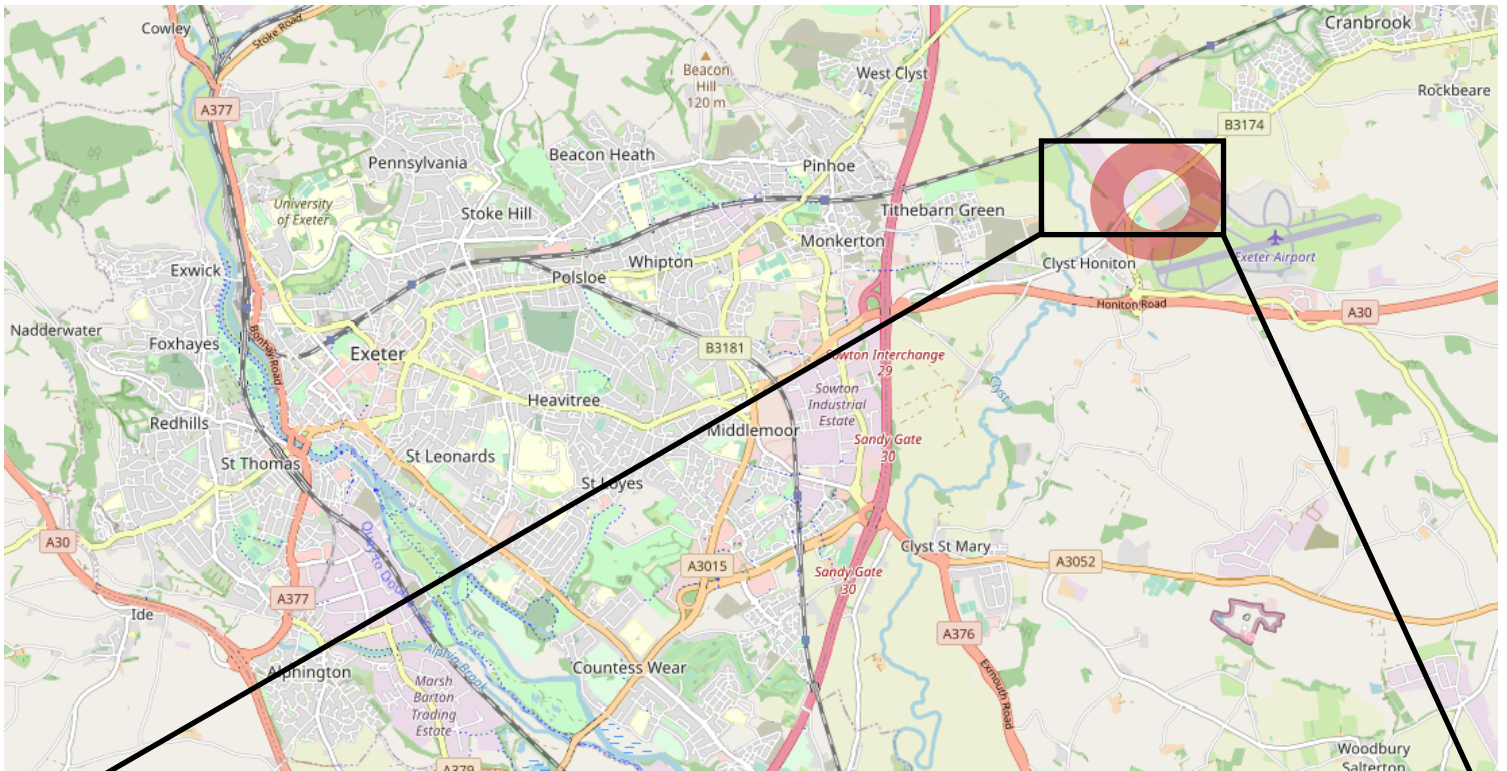 Cowley
Stoke Road
Cranbrook
West Clyst
Beacon
Hill
120 m
Rockbeare
A377
B3174
Pennsylvania
Beacon Heath
Pinhoe
University
of Exeter
Stoke Hill
Tithebarn Green
Monkerton
Exwick
Polsloe
Whipton
Clyst Honiton
Exeter Airport
Honiton Road
A30
Nadderwater
Foxhayes
Bonhay Road
Exeter
B3181
Sowton Interchange
29
Sowton
Industrial
Estate
Clyst
Heavitree
Redhills
Middlemoor
Sandy Gate
30
St Thomas
St Leonards
St Loyes
A30
Clyst St Mary
A3052
A3015
Sandy Gate
30
A377
Ide
Exe
A376
Alphin Brook
Alphington
Countess Wear
Marsh
Barton
Trading
Estate
Exmouth Road
Woodbury
Salterton
A379